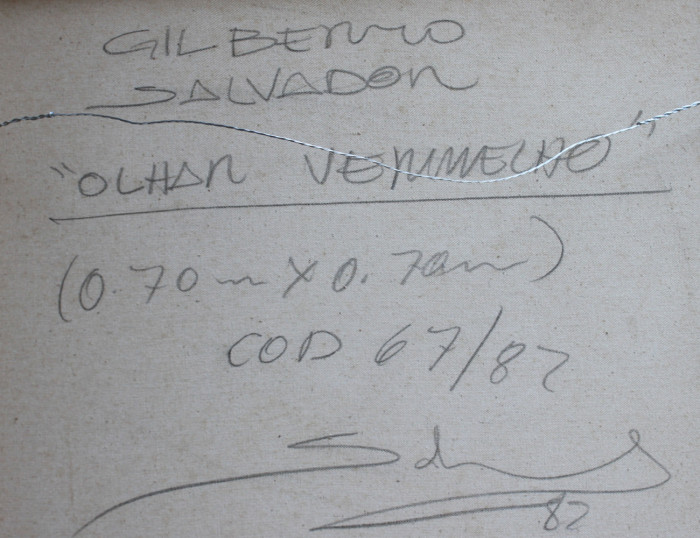 GILBERTO
SALVADOR
"OLHAR VERMELHO"
(0.70m X 0.70m)
COD 67/82
82